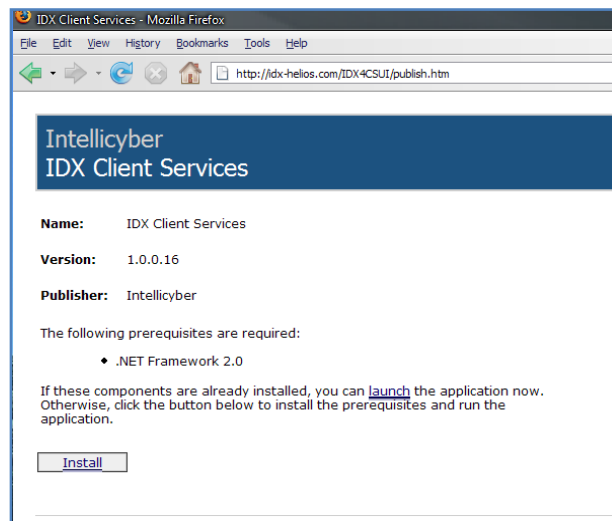 IDX Client Services - Mozilla Firefox
File Edit View History Bookmarks Tools Help
http://idx-helios.com/IDX4CSUI/publish.htm
Intellicyber
IDX Client Services
Name: IDX Client Services
Version: 1.0.0.16
Publisher: Intellicyber
The following prerequisites are required:
.NET Framework 2.0
If these components are already installed, you can launch the application now.
Otherwise, click the button below to install the prerequisites and run the
application.
Install